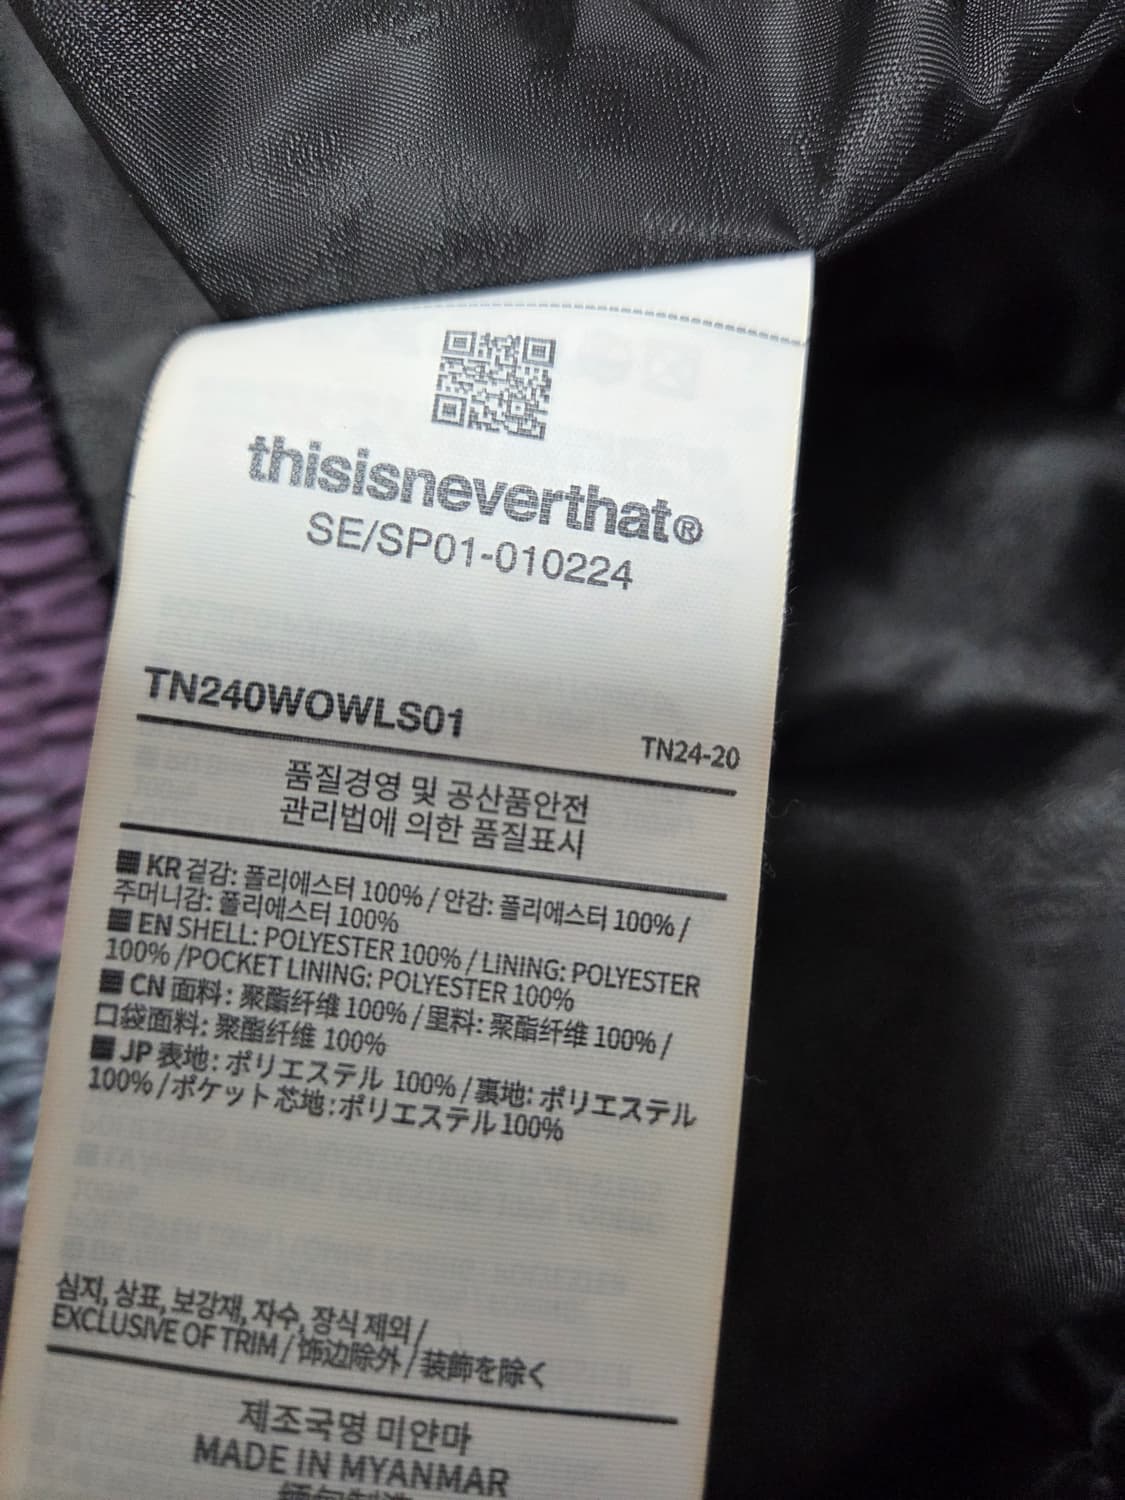 thisisneverthat®
SE/SP01-010224
TN240WOWLS01
TN24-20
품질경영 및 공산품안전
관리법에 의한 품질표시
KR 겉감: 폴리에스터 100% / 안감: 폴리에스터 100% /
주머니감: 폴리에스터 100%
EN SHELL: POLYESTER 100% / LINING: POLYESTER
100% /POCKET LINING: POLYESTER 100%
CN 面料: 聚酯纤维 100% / 里料: 聚酯纤维 100% /
口袋面料: 聚酯纤维 100%
JP 表地: ポリエステル 100% / 裏地: ポリエステル
100% / ポケット芯地:ポリエステル 100%
심지, 상표, 보강재, 자수, 장식 제외 /
EXCLUSIVE OF TRIM / 饰边除外 / 装飾を除く
제조국명 미얀마
MADE IN MYANMAR